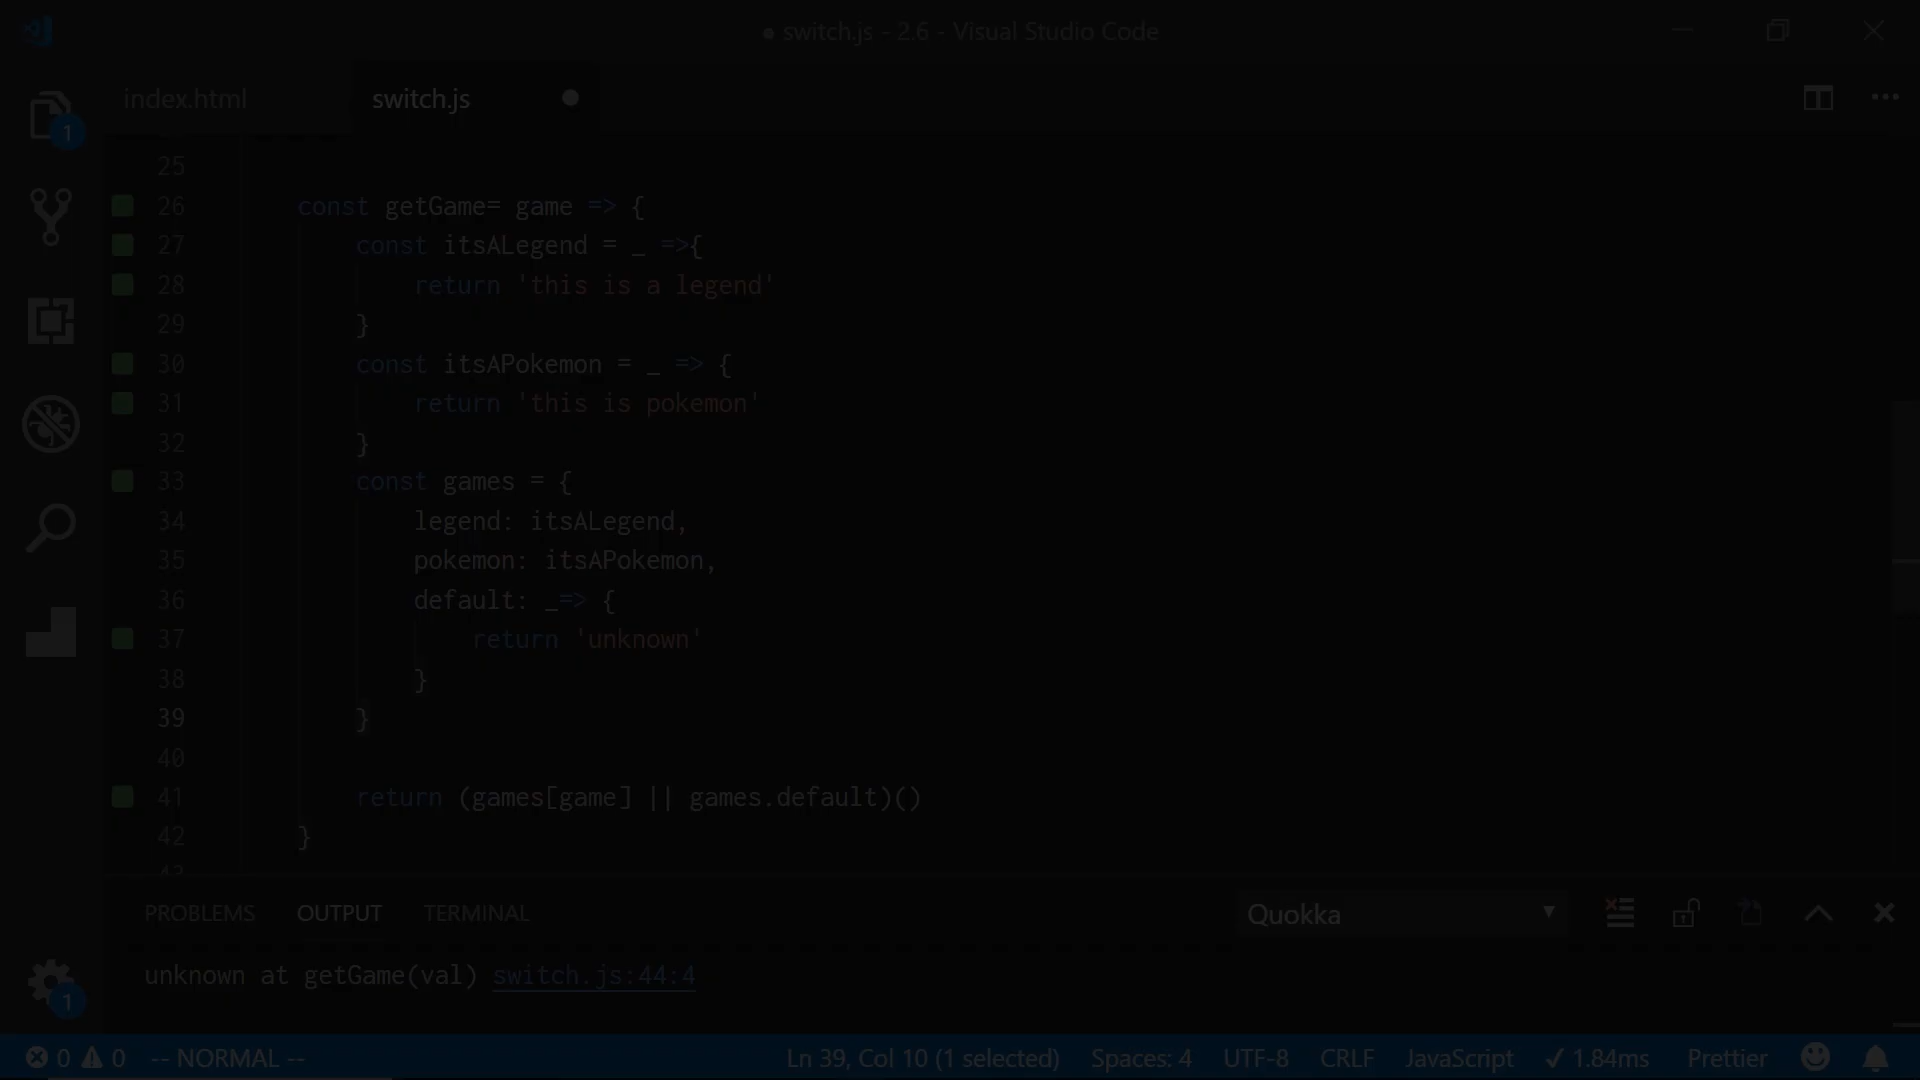 ● switch.js - 2.6 - Visual Studio Code
index.html
switch.js
1
25
26 const getGame= game => {
27 const itsALegend = _ =>{
28 return 'this is a legend'
29 }
30 const itsAPokemon = _ => {
31 return 'this is pokemon'
32 }
33 const games = {
34 legend: itsALegend,
35 pokemon: itsAPokemon,
36 default: _=> {
37 return 'unknown'
38 }
39 }
40
41 return (games[game] || games.default)()
42 }
43
PROBLEMS OUTPUT TERMINAL Quokka
unknown at getGame(val) switch.js:44:4
1
0 0 -- NORMAL -- Ln 39, Col 10 (1 selected) Spaces: 4 UTF-8 CRLF JavaScript ✓ 1.84ms Prettier